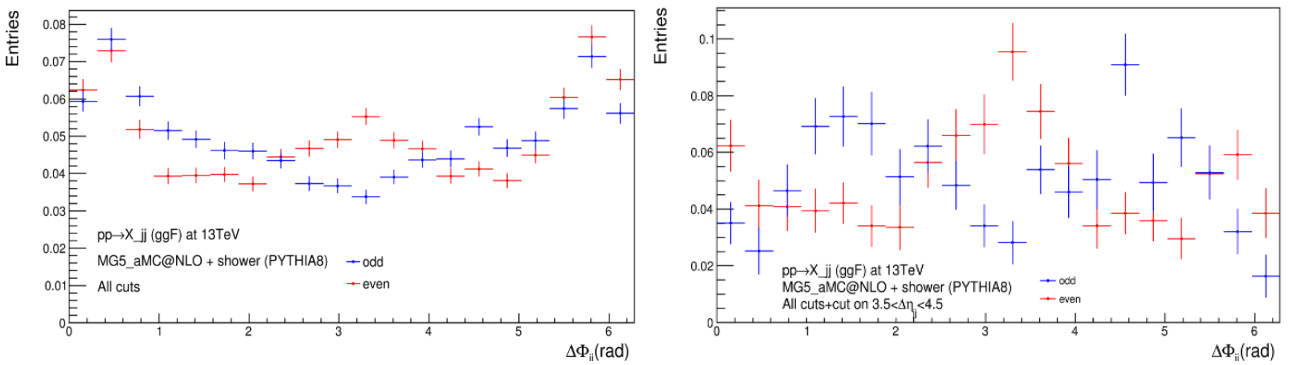 Entries
0.08
0.07
0.06
0.05
0.04
0.03
0.02
0.01
0
pp→X_jj (ggF) at 13TeV
MG5_aMC@NLO + shower (PYTHIA8)
All cuts
odd
even
0 1 2 3 4 5 6
ΔΦjj(rad)
Entries
0.1
0.08
0.06
0.04
0.02
0
pp→X_jj (ggF) at 13TeV
MG5_aMC@NLO + shower (PYTHIA8)
All cuts+cut on 3.5<Δηjj<4.5
odd
even
0 1 2 3 4 5 6
ΔΦjj(rad)